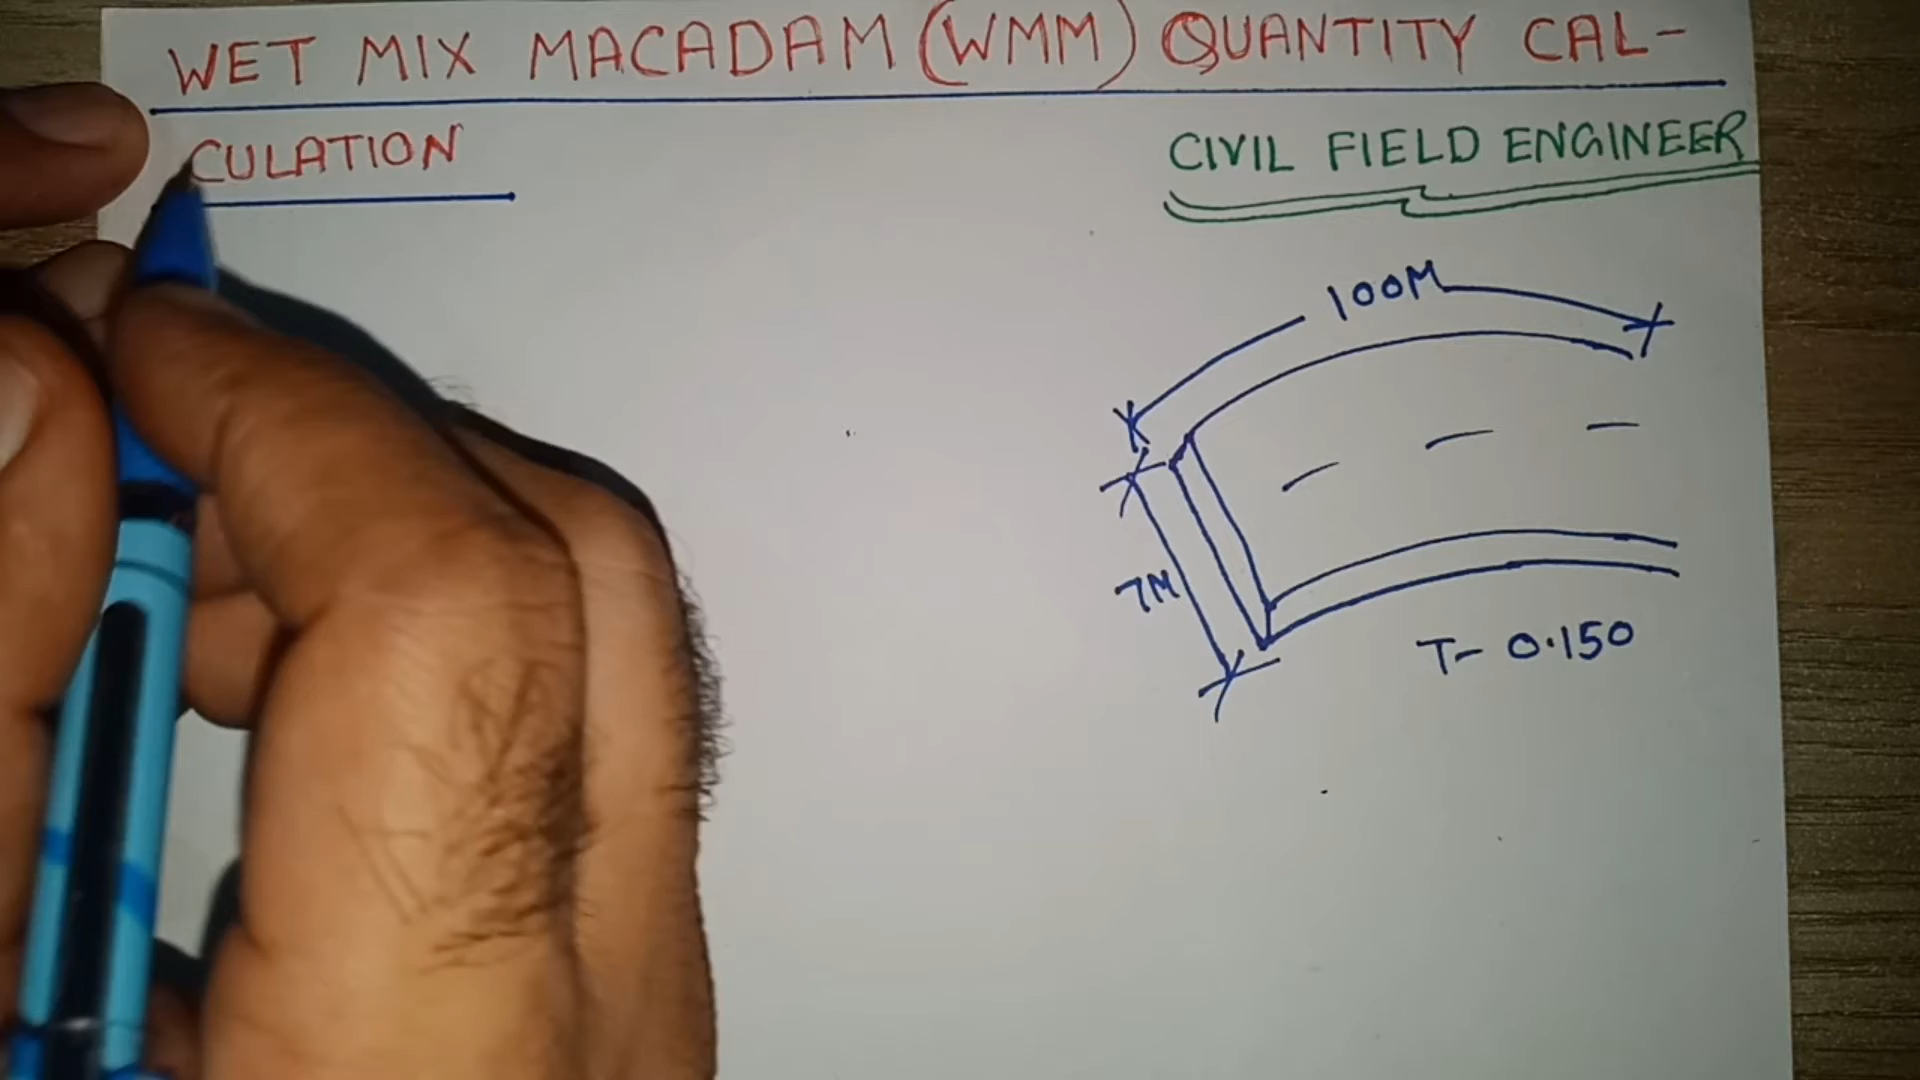 WET MIX MACADAM (WMM) QUANTITY CAL-
CULATION
CIVIL FIELD ENGINEER
100M
7M
T- 0.150